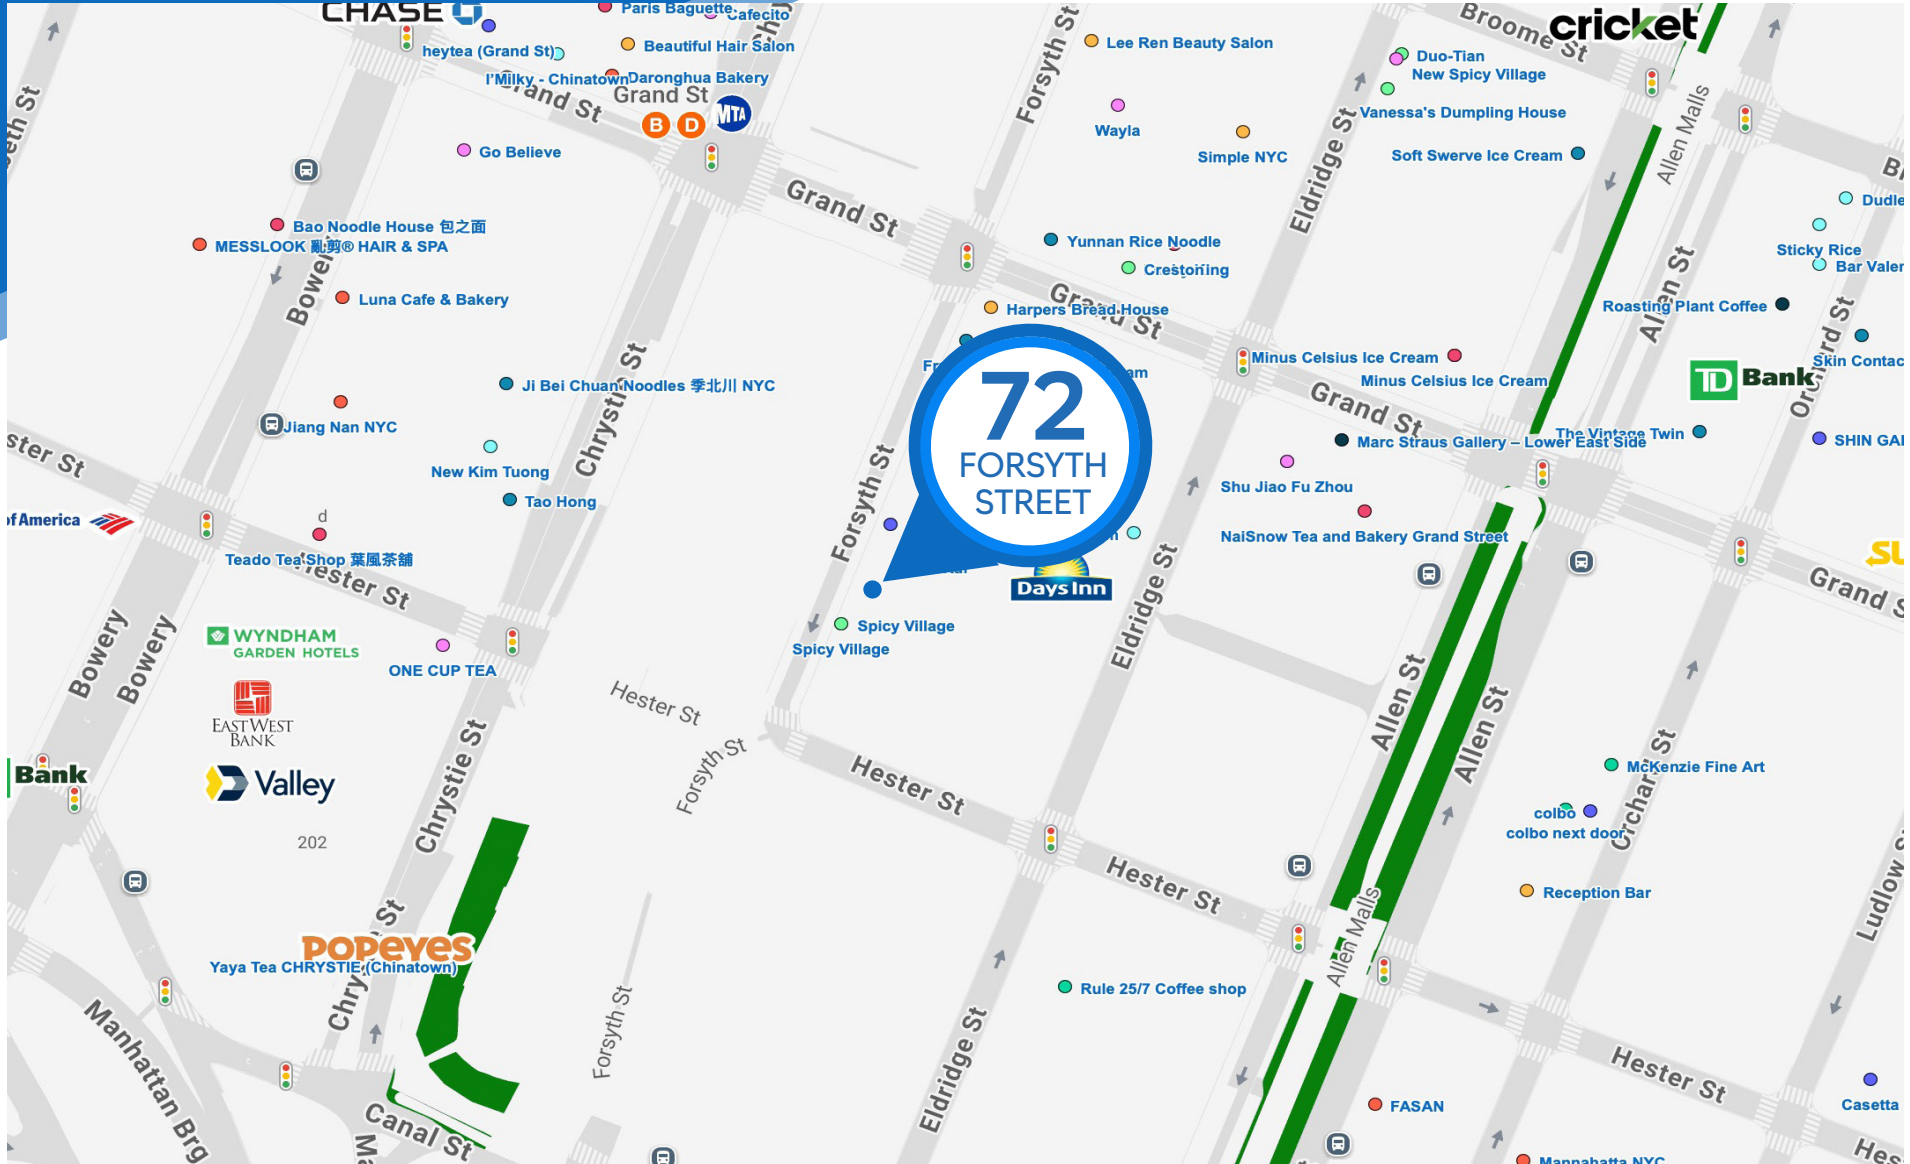 CHASE
Paris Baguette
Cafecito
heytea (Grand St)
Beautiful Hair Salon
I'Milky - Chinatown
Daronghua Bakery
Grand St
Grand St
B
D
MTA
Go Believe
Forsyth St
Lee Ren Beauty Salon
Wayla
Simple NYC
Broome St
cricket
Duo-Tian
New Spicy Village
Vanessa's Dumpling House
Soft Swerve Ice Cream
Eldridge St
Allen Malls
Bao Noodle House 包之面
MESSLOOK 亂剪® HAIR & SPA
Bowery
Luna Cafe & Bakery
Grand St
Yunnan Rice Noodle
Harpers Bread House
Grand St
Sticky Rice
Roasting Plant Coffee
Allen St
Orchard St
Minus Celsius Ice Cream
Minus Celsius Ice Cream
TD Bank
Ji Bei Chuan Noodles 季北川 NYC
Chrystie St
Jiang Nan NYC
New Kim Tuong
Tao Hong
72
FORSYTH
STREET
Forsyth St
Grand St
Marc Straus Gallery – Lower East Side
The Vintage Twin
Shu Jiao Fu Zhou
NaiSnow Tea and Bakery Grand Street
of America
d
Teado Tea Shop 葉風茶舖
Hester St
Days Inn
Grand S
Bowery
Bowery
WYNDHAM
GARDEN HOTELS
ONE CUP TEA
Spicy Village
Spicy Village
Eldridge St
EASTWEST
BANK
Hester St
Forsyth St
Allen St
Allen St
Bank
Valley
202
Chrystie St
Hester St
McKenzie Fine Art
colbo
colbo next door
Orchard St
Hester St
Reception Bar
Ludlow S
POPEYES
Yaya Tea CHRYSTIE (Chinatown)
Allen Malls
Rule 25/7 Coffee shop
Manhattan Brg
Forsyth St
Eldridge St
Hester St
Canal St
FASAN
Casetta
Mannahatta NYC